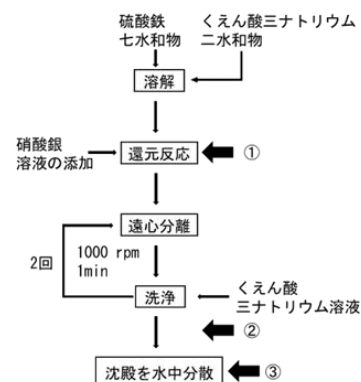 硫酸鉄
七水和物
くえん酸三ナトリウム
二水和物
溶解
硝酸銀
溶液の添加
還元反応
①
遠心分離
2回
1000 rpm
1min
洗浄
くえん酸
三ナトリウム溶液
②
沈殿を水中分散
③